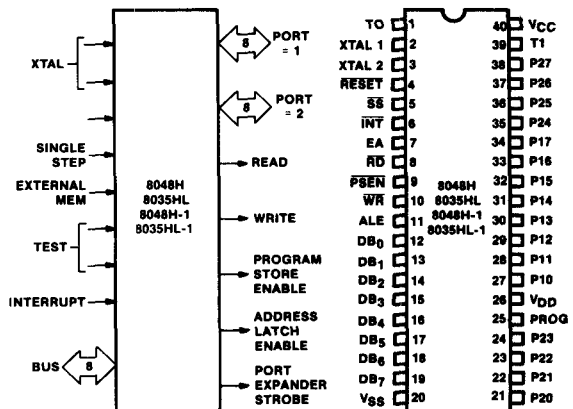 XTAL
SINGLE
STEP
EXTERNAL
MEM
TEST
INTERRUPT
BUS
8
8048H
8035HL
8048H-1
8035HL-1
8
PORT
= 1
8
PORT
= 2
READ
WRITE
PROGRAM
STORE
ENABLE
ADDRESS
LATCH
ENABLE
PORT
EXPANDER
STROBE
TO 1
XTAL 1 2
XTAL 2 3
RESET 4
SS 5
INT 6
EA 7
RD 8
PSEN 9
WR 10
ALE 11
DB0 12
DB1 13
DB2 14
DB3 15
DB4 16
DB5 17
DB6 18
DB7 19
VSS 20
8048H
8035HL
8048H-1
8035HL-1
40 VCC
39 T1
38 P27
37 P26
36 P25
35 P24
34 P17
33 P16
32 P15
31 P14
30 P13
29 P12
28 P11
27 P10
26 VDD
25 PROG
24 P23
23 P22
22 P21
21 P20